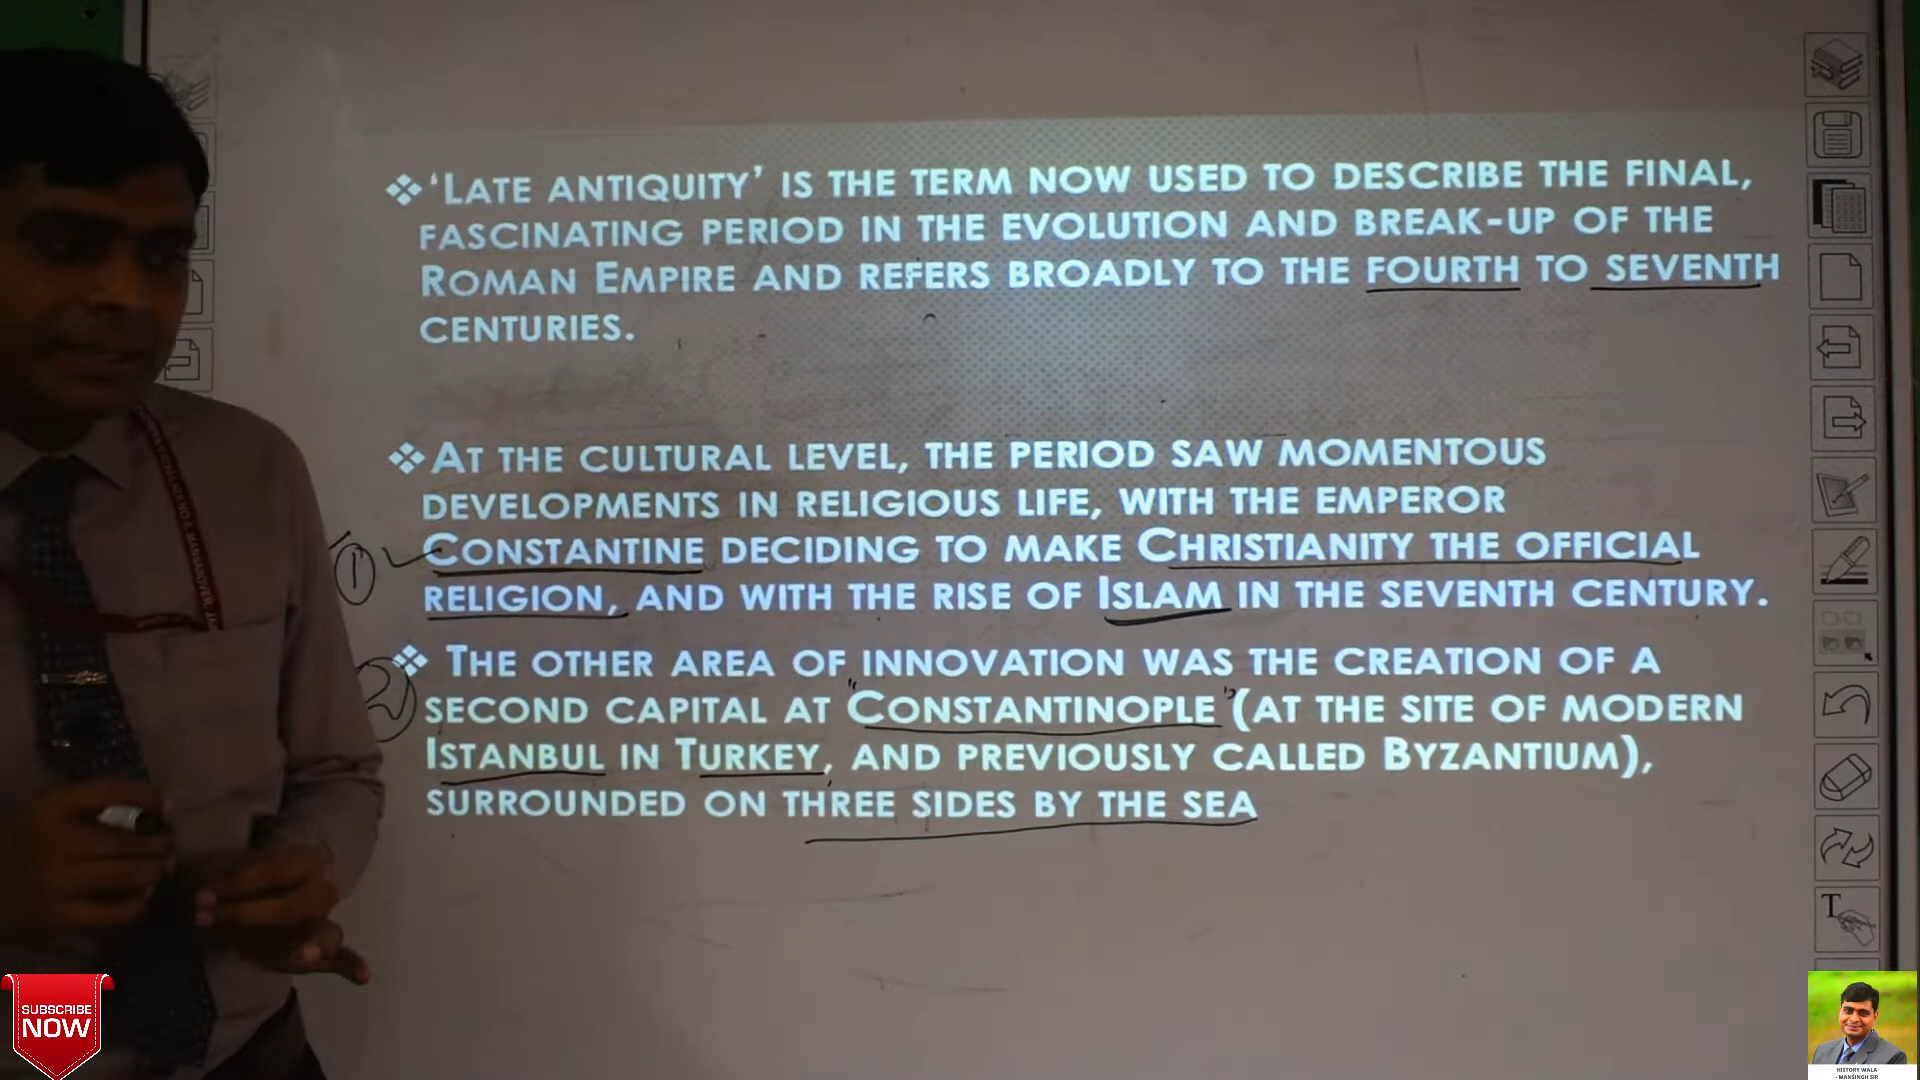 ❖'LATE ANTIQUITY' IS THE TERM NOW USED TO DESCRIBE THE FINAL,
FASCINATING PERIOD IN THE EVOLUTION AND BREAK-UP OF THE
ROMAN EMPIRE AND REFERS BROADLY TO THE FOURTH TO SEVENTH
CENTURIES.
❖AT THE CULTURAL LEVEL, THE PERIOD SAW MOMENTOUS
DEVELOPMENTS IN RELIGIOUS LIFE, WITH THE EMPEROR
① CONSTANTINE DECIDING TO MAKE CHRISTIANITY THE OFFICIAL
RELIGION, AND WITH THE RISE OF ISLAM IN THE SEVENTH CENTURY.
② ❖ THE OTHER AREA OF INNOVATION WAS THE CREATION OF A
SECOND CAPITAL AT "CONSTANTINOPLE" (AT THE SITE OF MODERN
ISTANBUL IN TURKEY, AND PREVIOUSLY CALLED BYZANTIUM),
SURROUNDED ON THREE SIDES BY THE SEA
T
SUBSCRIBE
NOW
HISTORY WALA
- MANSINGH SIR